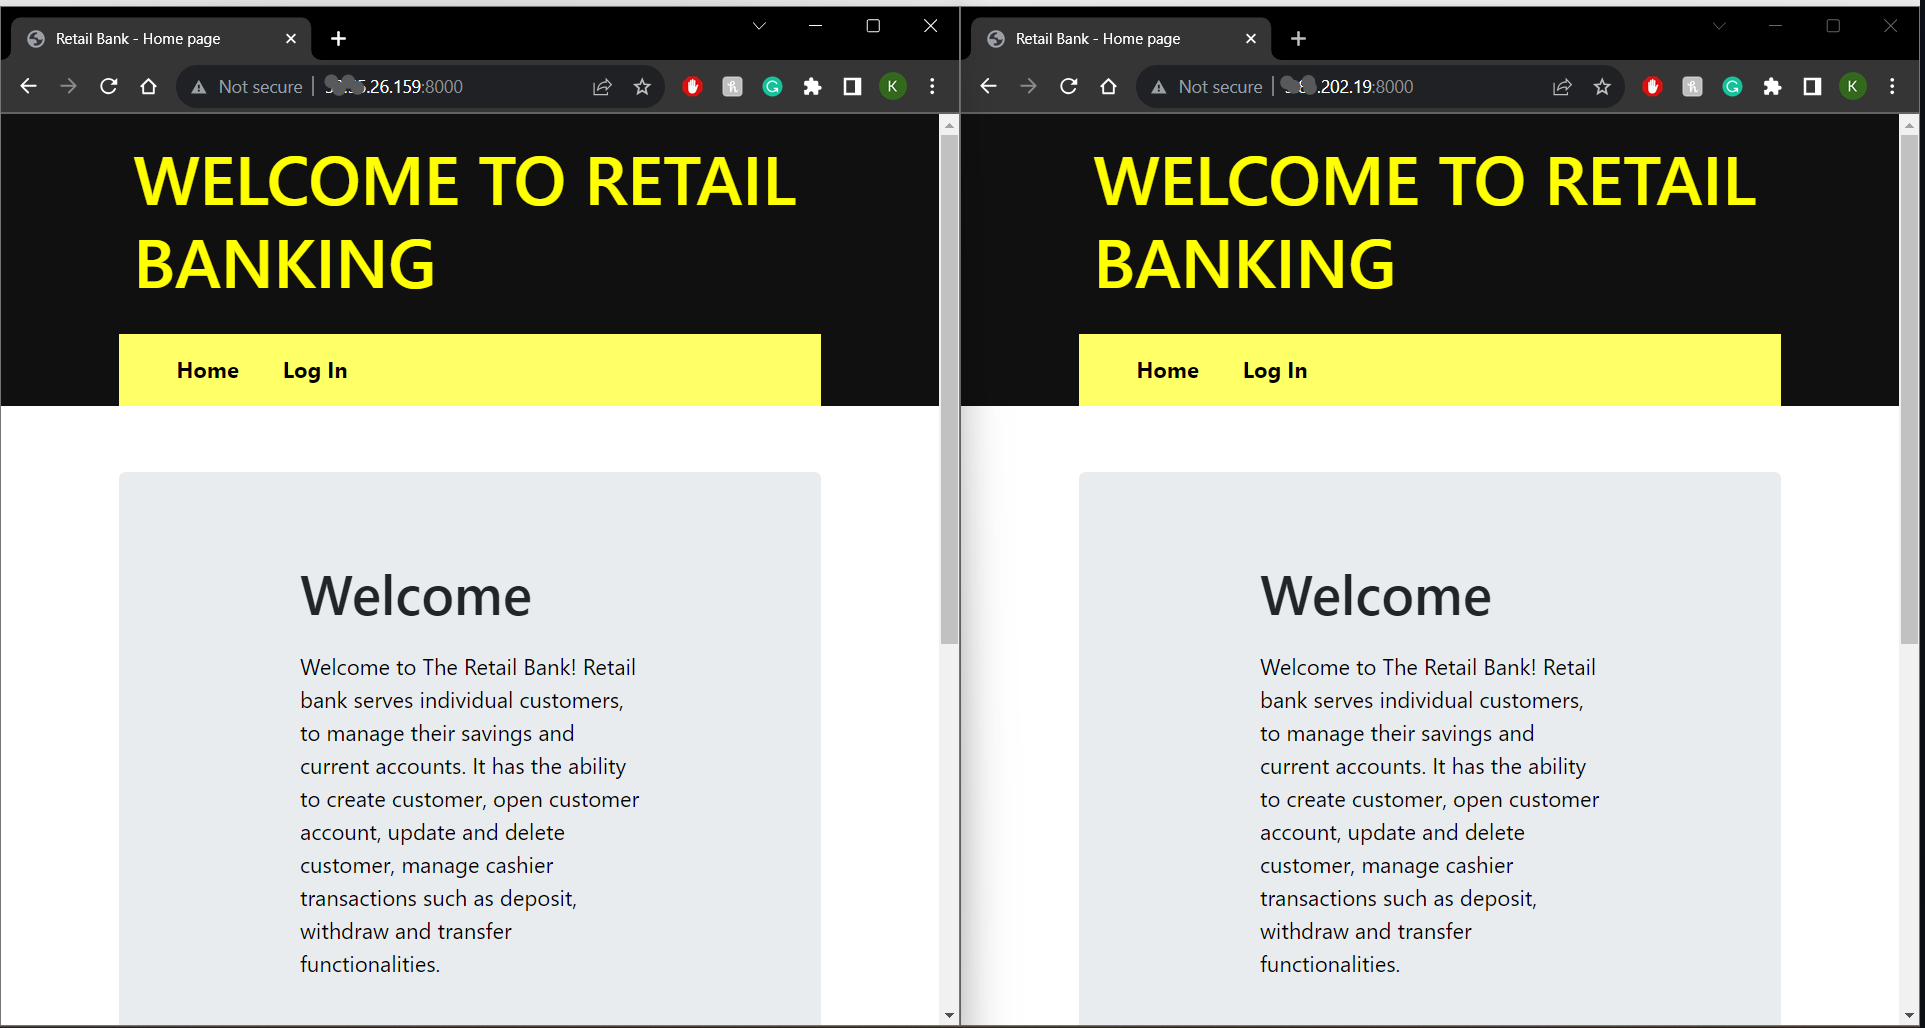 Retail Bank - Home page
Not secure .26.159:8000
WELCOME TO RETAIL
BANKING
Home Log In
Welcome
Welcome to The Retail Bank! Retail
bank serves individual customers,
to manage their savings and
current accounts. It has the ability
to create customer, open customer
account, update and delete
customer, manage cashier
transactions such as deposit,
withdraw and transfer
functionalities.
Retail Bank - Home page
Not secure .202.19:8000
K
WELCOME TO RETAIL
BANKING
Home Log In
Welcome
Welcome to The Retail Bank! Retail
bank serves individual customers,
to manage their savings and
current accounts. It has the ability
to create customer, open customer
account, update and delete
customer, manage cashier
transactions such as deposit,
withdraw and transfer
functionalities.